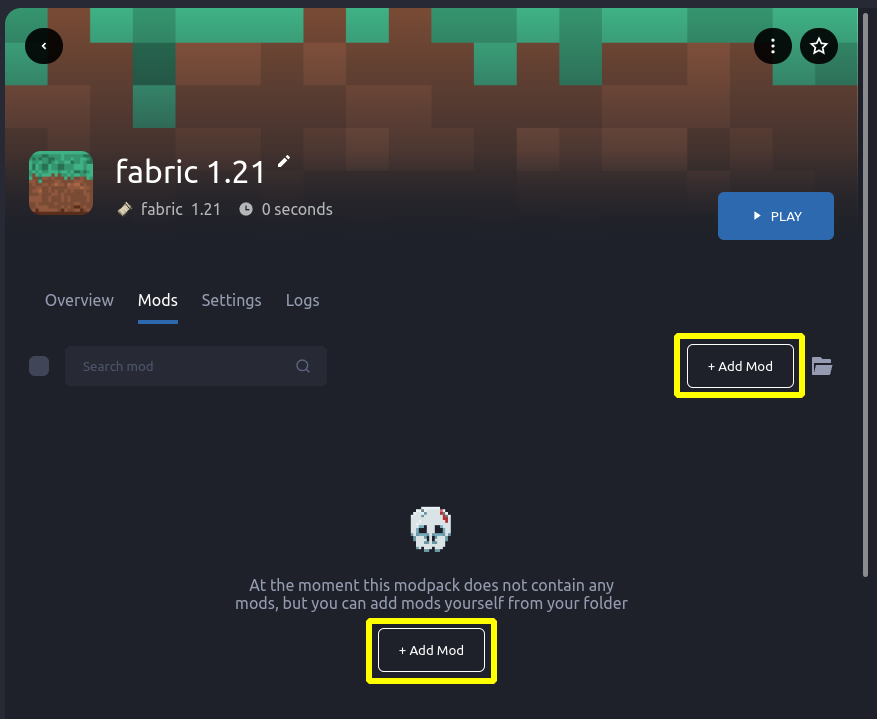 fabric 1.21
fabric 1.21 0 seconds
PLAY
Overview Mods Settings Logs
Search mod
+ Add Mod
At the moment this modpack does not contain any
mods, but you can add mods yourself from your folder
+ Add Mod